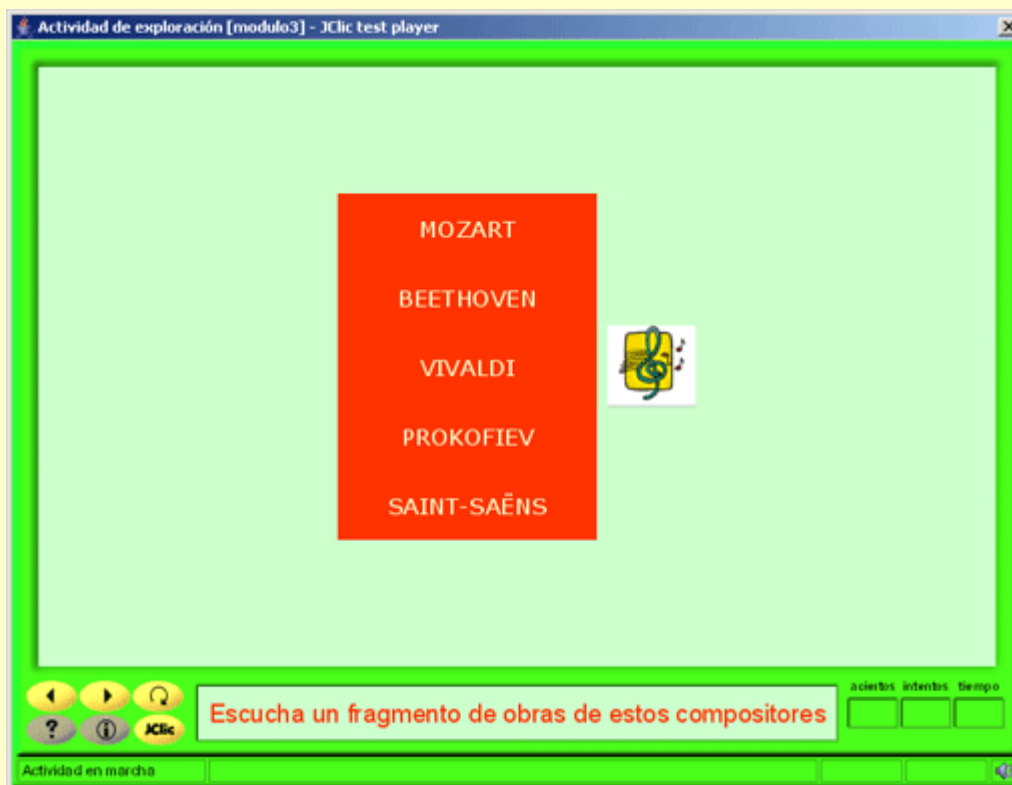 Actividad de exploración [modulo3] - JClic test player
MOZART
BEETHOVEN
VIVALDI
PROKOFIEV
SAINT-SAËNS
aciertos intentos tiempo
? i JClic
Escucha un fragmento de obras de estos compositores
Actividad en marcha